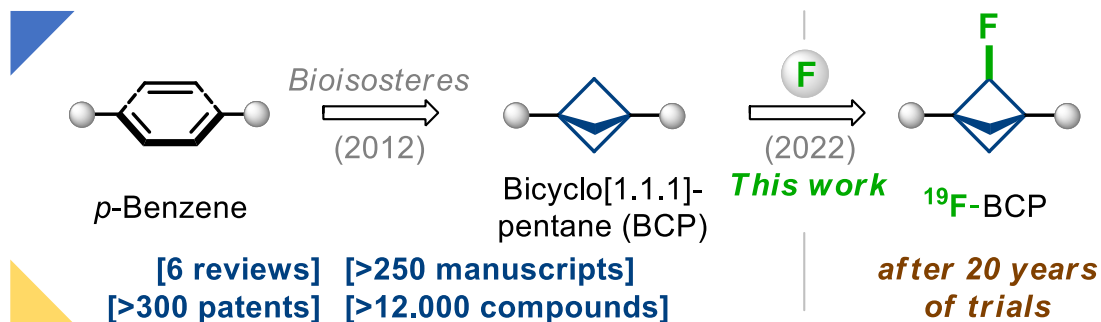 F
Bioisosteres
F
(2012)
(2022)
p-Benzene
Bicyclo[1.1.1]-
pentane (BCP)
This work
19F-BCP
[6 reviews] [>250 manuscripts]
[>300 patents] [>12.000 compounds]
after 20 years
of trials